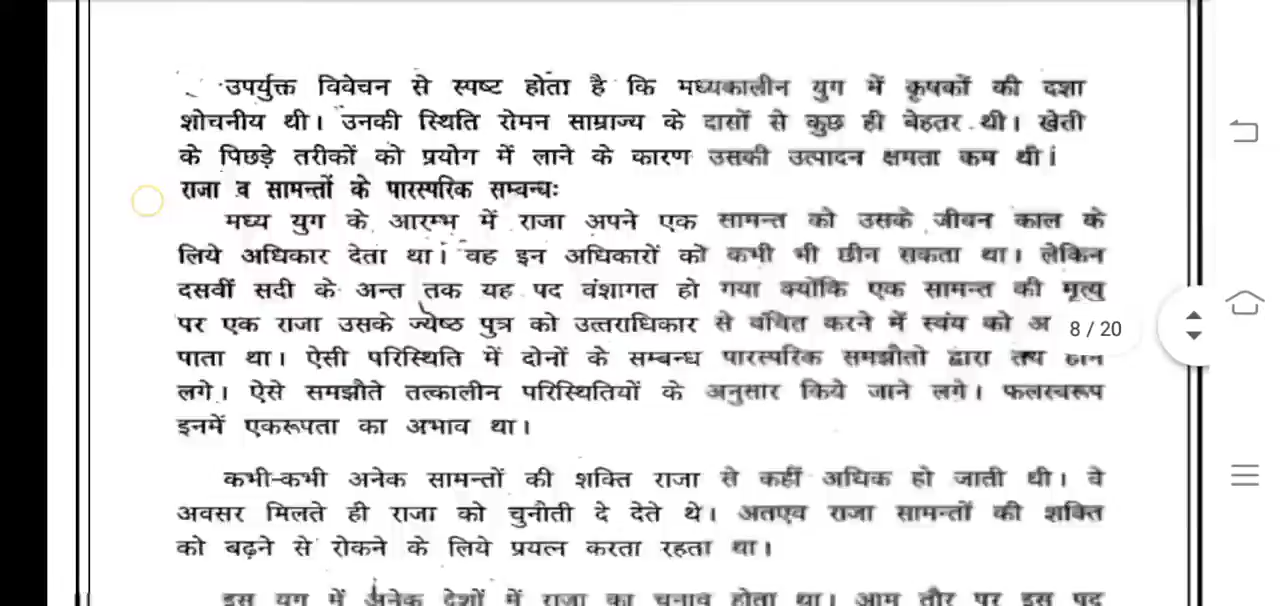 उपर्युक्त विवेचन से स्पष्ट होता है कि मध्यकालीन युग में कृषकों की दशा
शोचनीय थी। उनकी स्थिति रोमन साम्राज्य के दासों से कुछ ही बेहतर थी। खेती
के पिछड़े तरीकों को प्रयोग में लाने के कारण उसकी उत्पादन क्षमता कम थी।
राजा व सामन्तों के पारस्परिक सम्बन्धः
मध्य युग के आरम्भ में राजा अपने एक सामन्त को उसके जीवन काल के
लिये अधिकार देता था। वह इन अधिकारों को कभी भी छीन सकता था। लेकिन
दसवीं सदी के अन्त तक यह पद वंशागत हो गया क्योंकि एक सामन्त की मृत्यु
पर एक राजा उसके ज्येष्ठ पुत्र को उत्तराधिकार से वंचित करने में स्वंय को अ
8 / 20
पाता था। ऐसी परिस्थिति में दोनों के सम्बन्ध पारस्परिक समझौतो द्वारा तय
लगे। ऐसे समझौते तत्कालीन परिस्थितियों के अनुसार किये जाने लगे। फलस्वरूप
इनमें एकरूपता का अभाव था।
कभी-कभी अनेक सामन्तों की शक्ति राजा से कहीं अधिक हो जाती थी। वे
अवसर मिलते ही राजा को चुनौती दे देते थे। अतएव राजा सामन्तों की शक्ति
को बढ़ने से रोकने के लिये प्रयत्न करता रहता था।
इस युग में अनेक देशों में राजा का चुनाव होता था। आम तौर पर इस पद